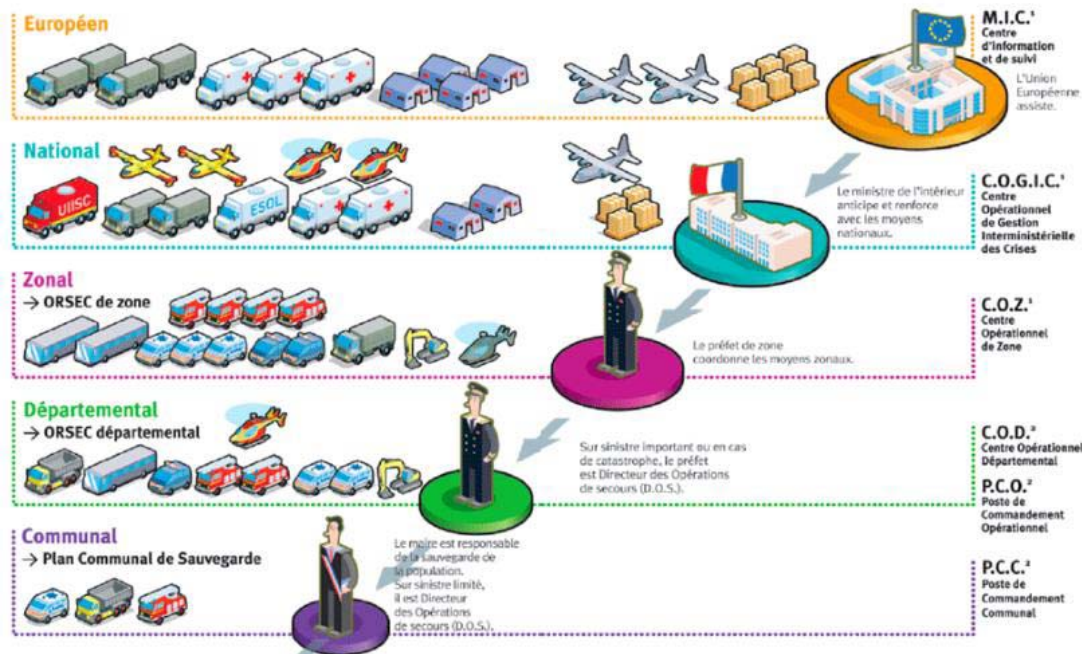 Européen
M.I.C.¹
Centre
d'information
et de suivi
L'Union
Européenne
assiste.
National
UIISC
ESOL
Le ministre de l'intérieur
anticipe et renforce
avec les moyens
nationaux.
C.O.G.I.C.¹
Centre
Opérationnel
de Gestion
Interministérielle
des Crises
Zonal
→ ORSEC de zone
Le préfet de zone
coordonne les moyens zonaux.
C.O.Z.¹
Centre
Opérationnel
de Zone
Départemental
→ ORSEC départemental
Sur sinistre important ou en cas
de catastrophe, le préfet
est Directeur des Opérations
de secours (D.O.S.).
C.O.D.²
Centre Opérationnel
Départemental
P.C.O.²
Poste de
Commandement
Opérationnel
Communal
→ Plan Communal de Sauvegarde
Le maire est responsable
de la sauvegarde de
la population.
Sur sinistre limité,
il est Directeur
des Opérations
de secours (D.O.S.).
P.C.C.²
Poste de
Commandement
Communal